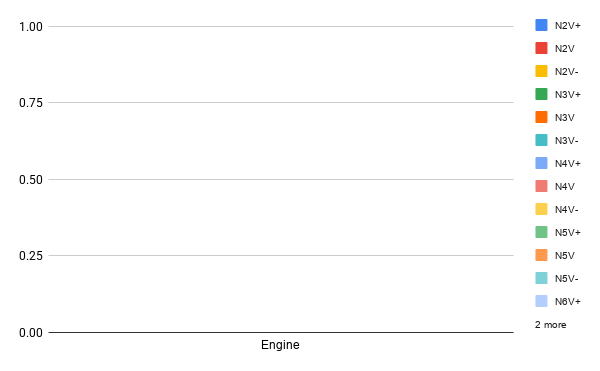 1.00
0.75
0.50
0.25
0.00
Engine
N2V+
N2V
N2V-
N3V+
N3V
N3V-
N4V+
N4V
N4V-
N5V+
N5V
N5V-
N6V+
2 more